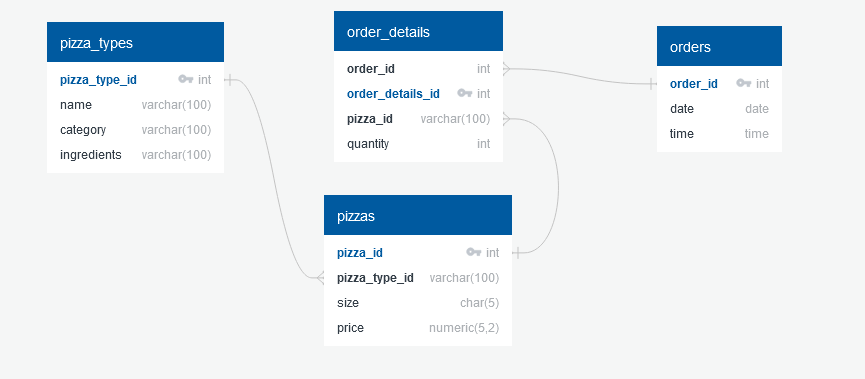 pizza_types
pizza_type_id int
name varchar(100)
category varchar(100)
ingredients varchar(100)
order_details
order_id int
order_details_id int
pizza_id varchar(100)
quantity int
orders
order_id int
date date
time time
pizzas
pizza_id int
pizza_type_id varchar(100)
size char(5)
price numeric(5,2)